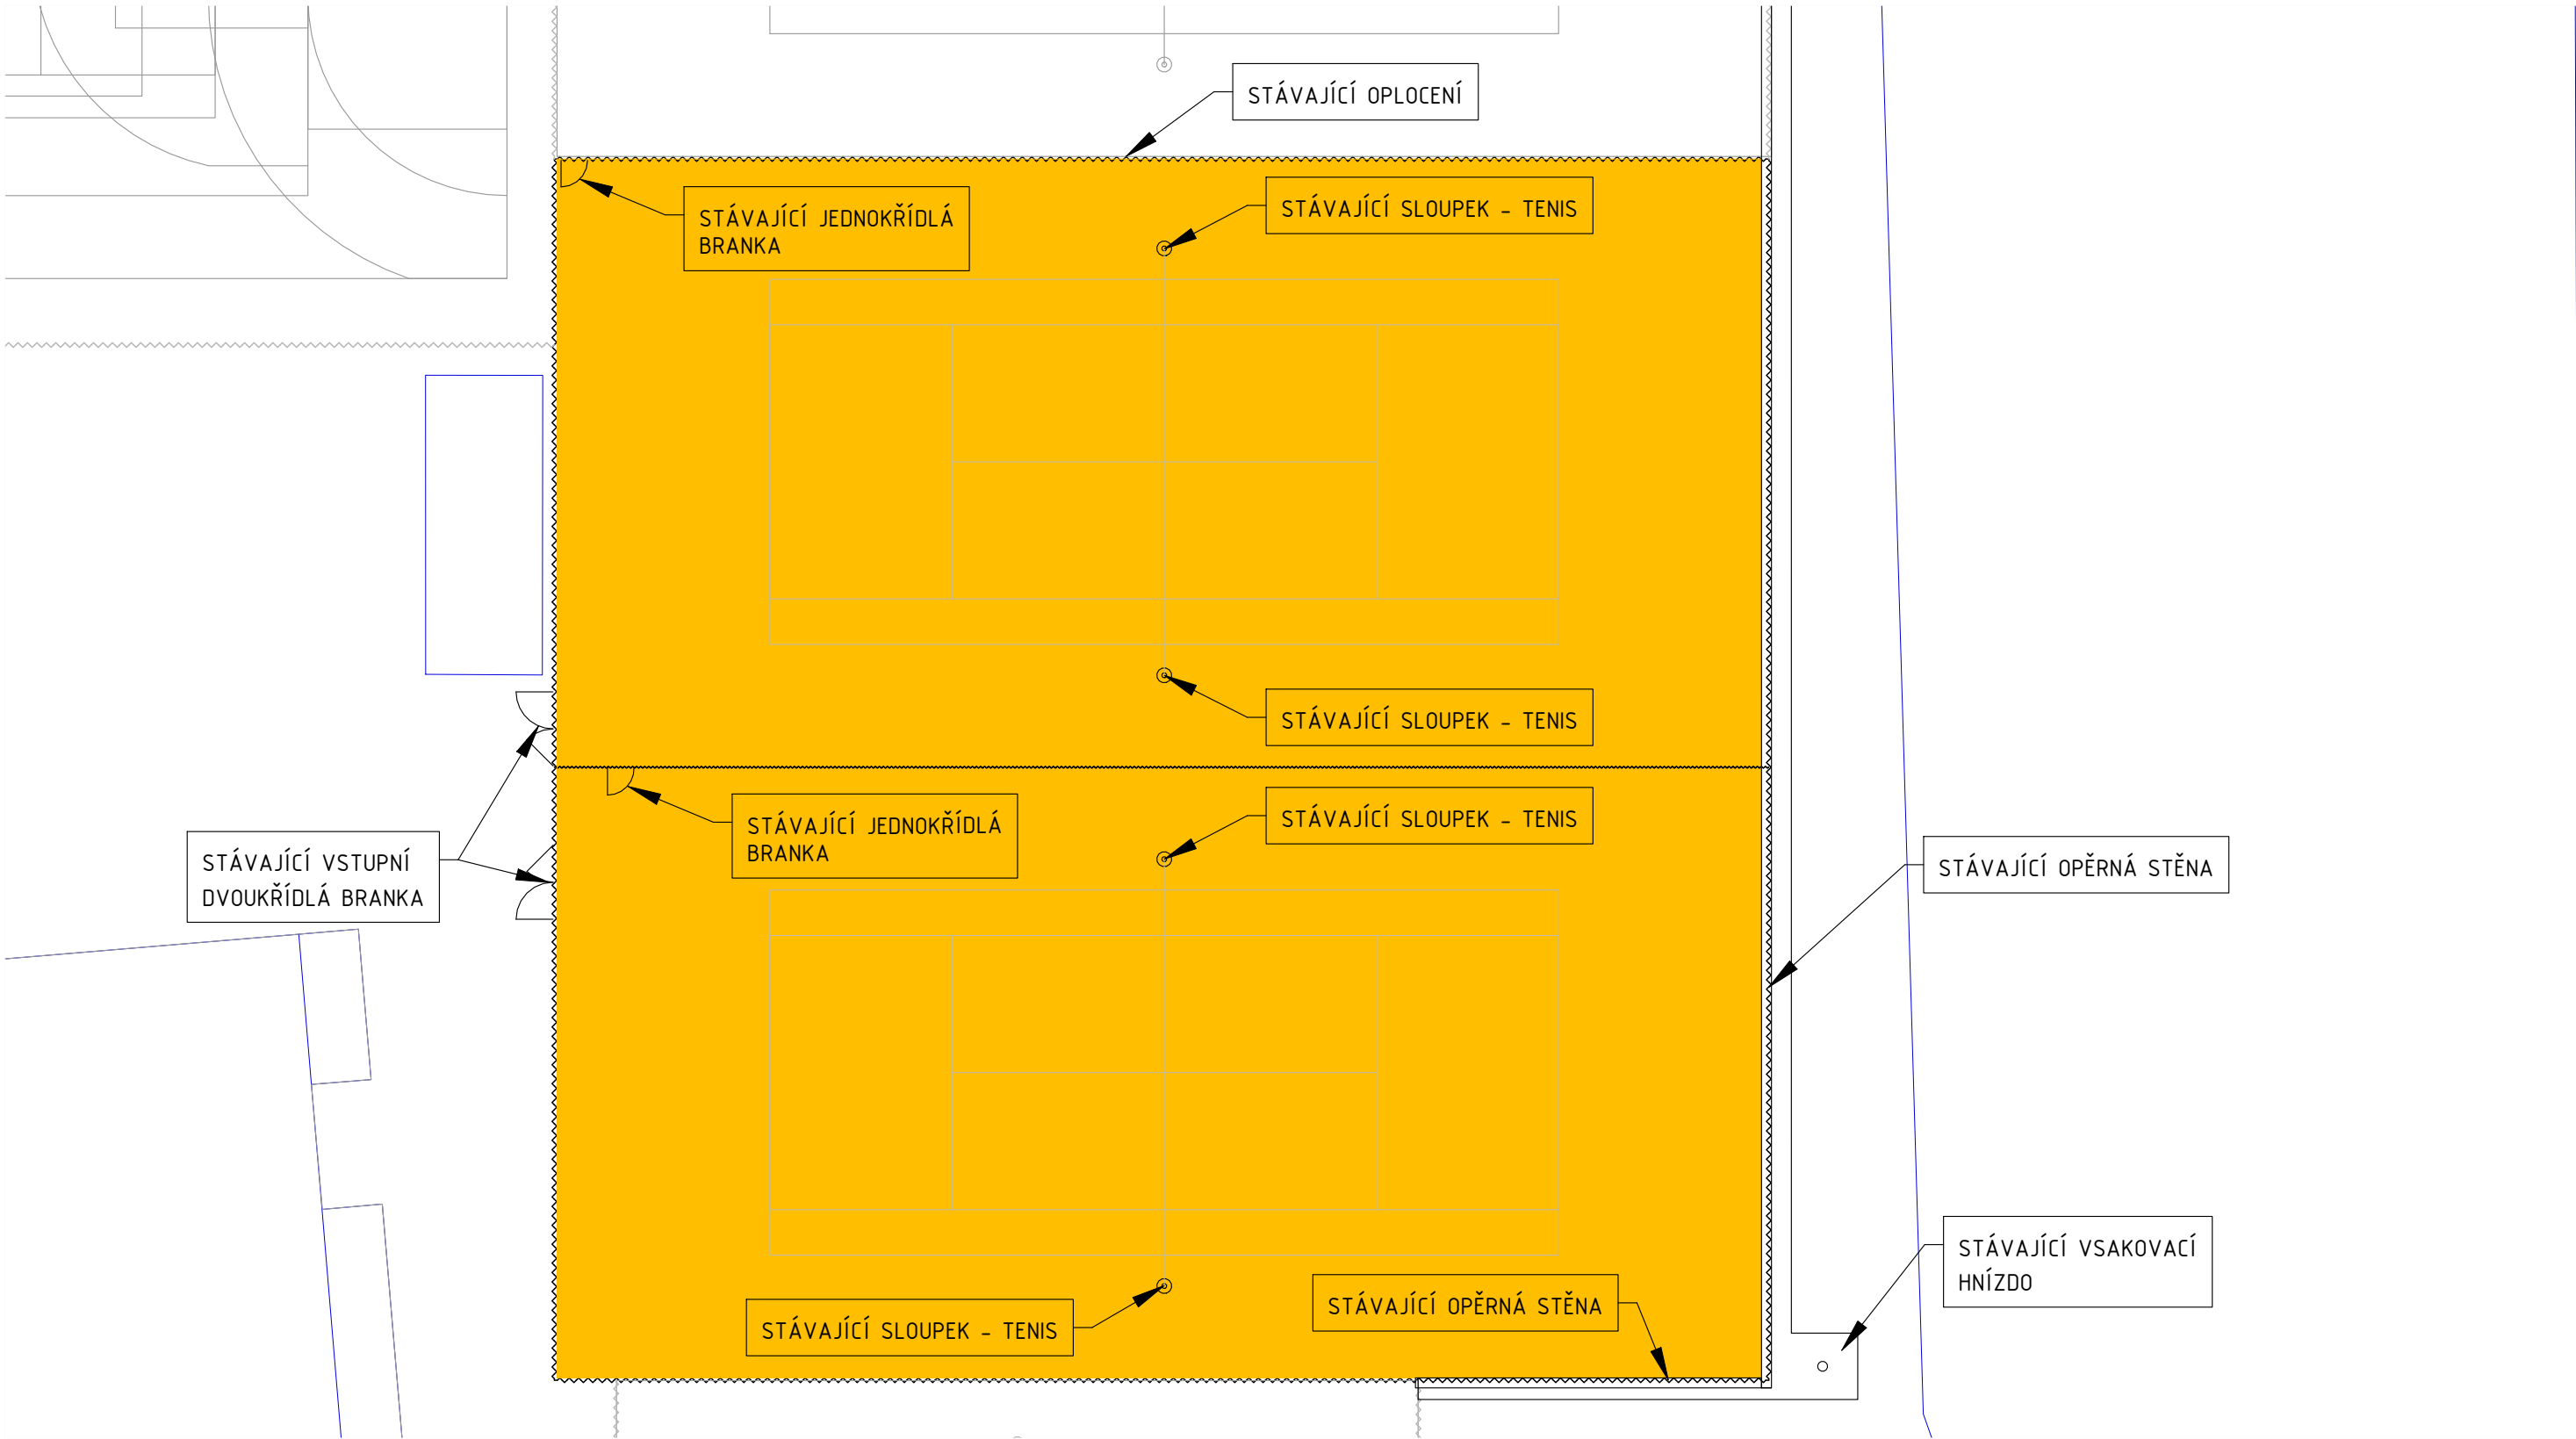 STÁVAJÍCÍ OPLOCENÍ
STÁVAJÍCÍ JEDNOKŘÍDLÁ
BRANKA
STÁVAJÍCÍ SLOUPEK - TENIS
STÁVAJÍCÍ SLOUPEK - TENIS
STÁVAJÍCÍ JEDNOKŘÍDLÁ
BRANKA
STÁVAJÍCÍ SLOUPEK - TENIS
STÁVAJÍCÍ VSTUPNÍ
DVOUKŘÍDLÁ BRANKA
STÁVAJÍCÍ OPĚRNÁ STĚNA
STÁVAJÍCÍ VSAKOVACÍ
HNÍZDO
STÁVAJÍCÍ OPĚRNÁ STĚNA
STÁVAJÍCÍ SLOUPEK - TENIS